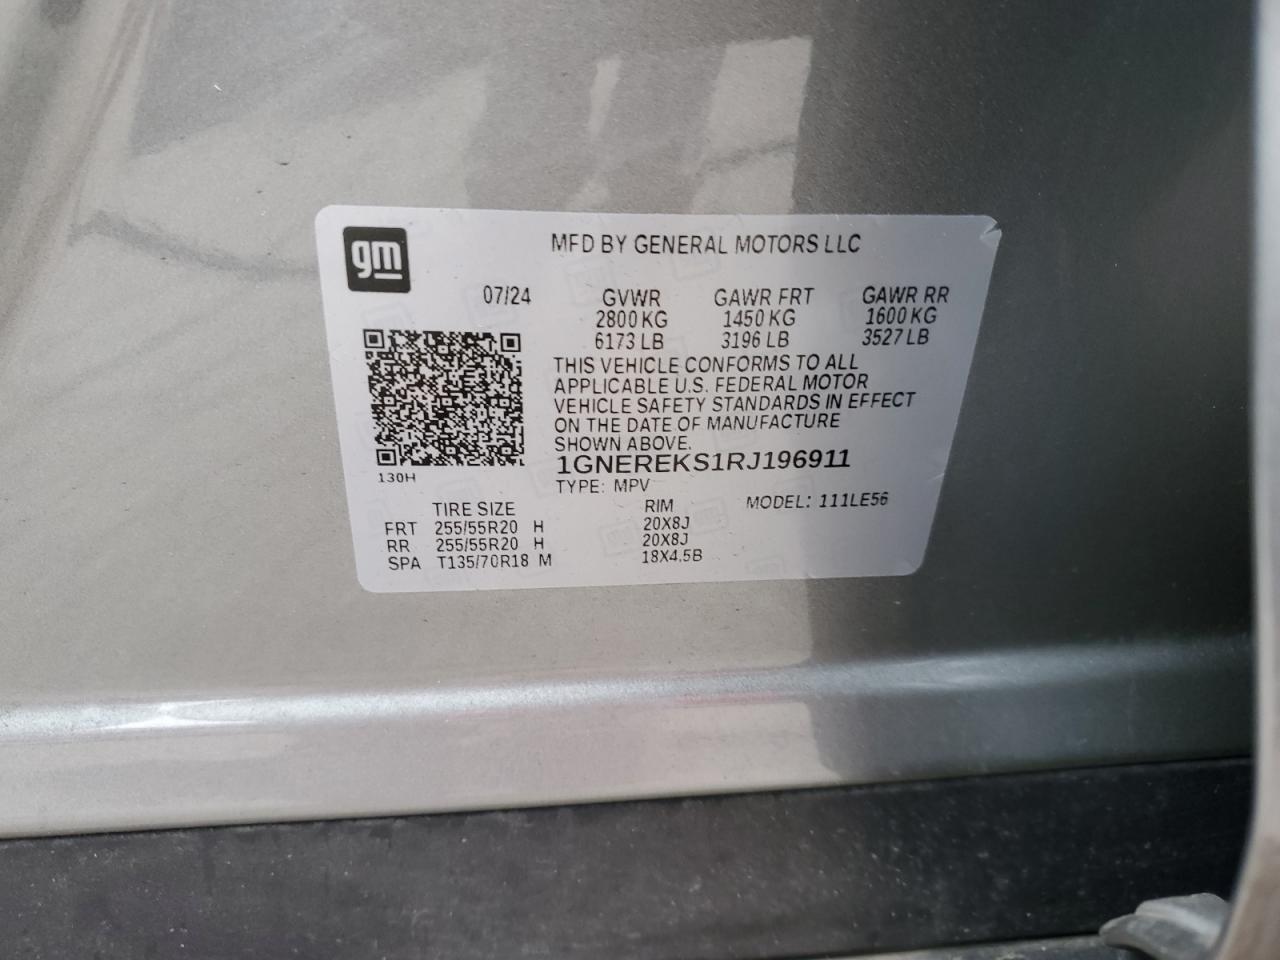 gm
MFD BY GENERAL MOTORS LLC
07/24 GVWR GAWR FRT GAWR RR
2800 KG 1450 KG 1600 KG
6173 LB 3196 LB 3527 LB
THIS VEHICLE CONFORMS TO ALL
APPLICABLE U.S. FEDERAL MOTOR
VEHICLE SAFETY STANDARDS IN EFFECT
ON THE DATE OF MANUFACTURE
SHOWN ABOVE.
1GNEREKS1RJ196911
130H
TYPE: MPV
TIRE SIZE RIM MODEL: 111LE56
FRT 255/55R20 H 20X8J
RR 255/55R20 H 20X8J
SPA T135/70R18 M 18X4.5B